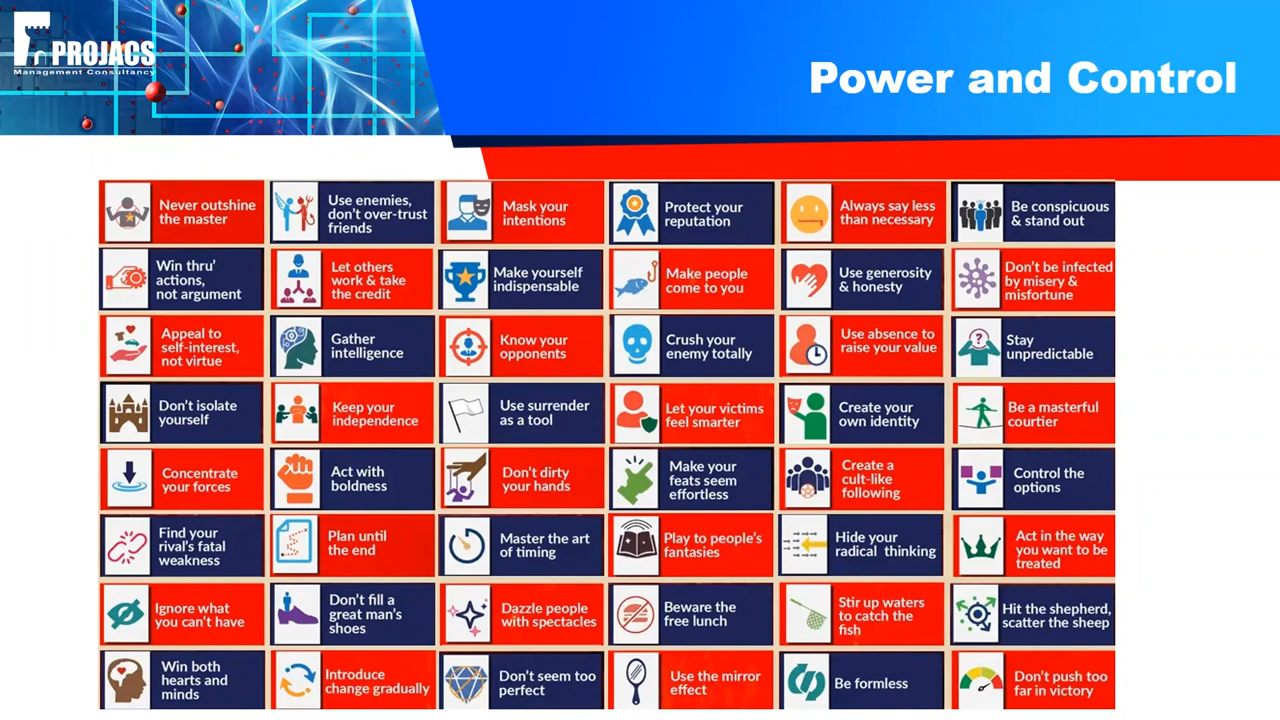 PROJACS
Management Consultancy
Power and Control
Never outshine
the master
Use enemies,
don't over-trust
friends
Mask your
intentions
Protect your
reputation
Always say less
than necessary
Be conspicuous
& stand out
Win thru'
actions,
not argument
Let others
work & take
the credit
Make yourself
indispensable
Make people
come to you
Use generosity
& honesty
Don't be infected
by misery &
misfortune
Appeal to
self-interest,
not virtue
Gather
intelligence
Know your
opponents
Crush your
enemy totally
Use absence to
raise your value
Stay
unpredictable
Don't isolate
yourself
Keep your
independence
Use surrender
as a tool
Let your victims
feel smarter
Create your
own identity
Be a masterful
courtier
Concentrate
your forces
Act with
boldness
Don't dirty
your hands
Make your
feats seem
effortless
Create a
cult-like
following
Control the
options
Find your
rival's fatal
weakness
Plan until
the end
Master the art
of timing
Play to people's
fantasies
Hide your
radical thinking
Act in the way
you want to be
treated
Ignore what
you can't have
Don't fill a
great man's
shoes
Dazzle people
with spectacles
Beware the
free lunch
Stir up waters
to catch the
fish
Hit the shepherd,
scatter the sheep
Win both
hearts and
minds
Introduce
change gradually
Don't seem too
perfect
Use the mirror
effect
Be formless
Don't push too
far in victory